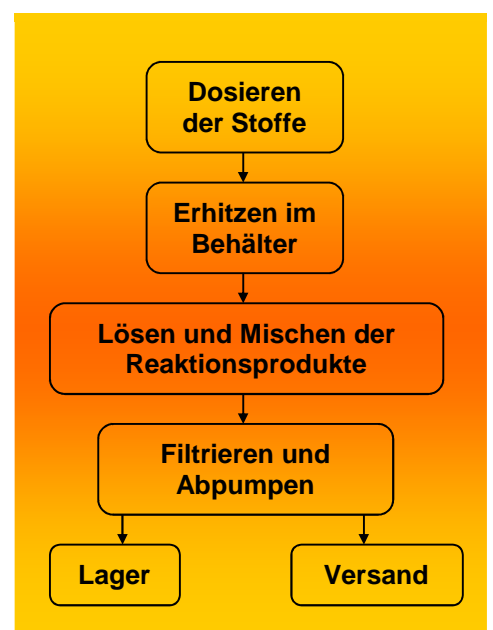 Dosieren
der Stoffe
Erhitzen im
Behälter
Lösen und Mischen der
Reaktionsprodukte
Filtrieren und
Abpumpen
Lager
Versand